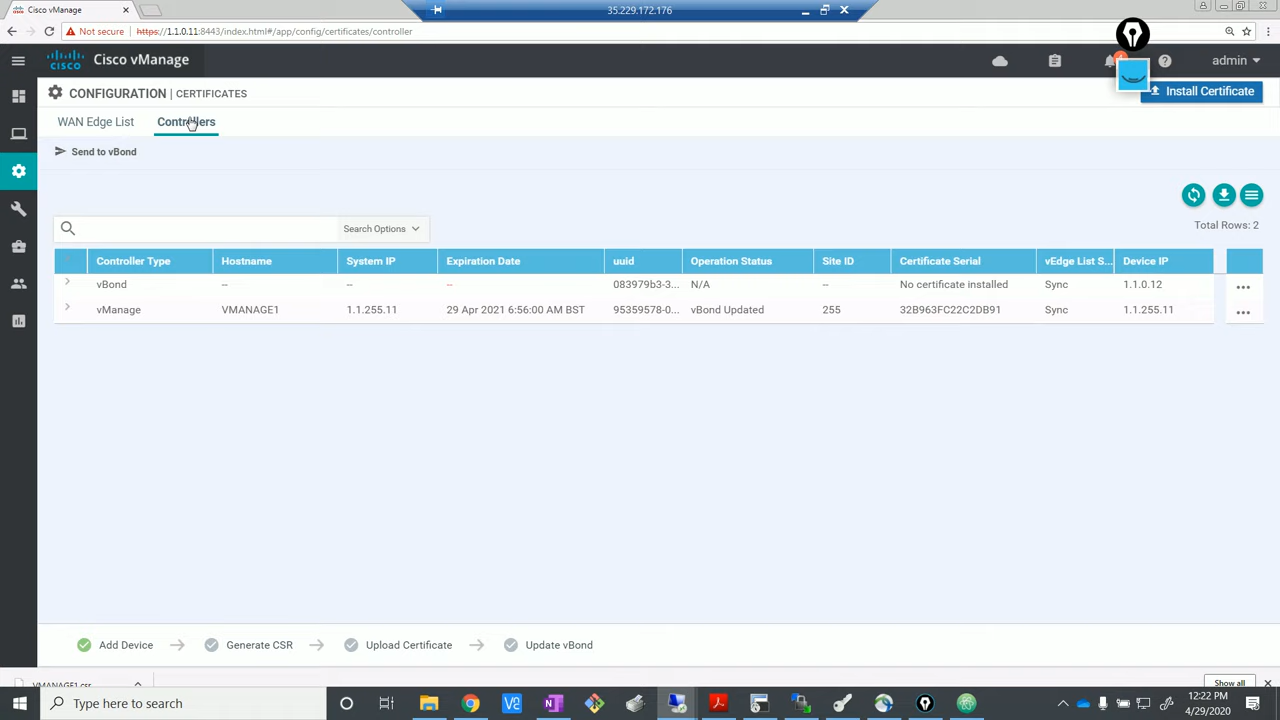 Cisco vManage
35.229.172.176
Not secure https://1.1.0.11:8443/index.html#/app/config/certificates/controller
cisco Cisco vManage
admin
CONFIGURATION | CERTIFICATES
Install Certificate
WAN Edge List Controllers
Send to vBond
Search Options
Total Rows: 2
Controller Type Hostname System IP Expiration Date uuid Operation Status Site ID Certificate Serial vEdge List S... Device IP
vBond -- -- -- 083979b3-3... N/A -- No certificate installed Sync 1.1.0.12
vManage VMANAGE1 1.1.255.11 29 Apr 2021 6:56:00 AM BST 95359578-0... vBond Updated 255 32B963FC22C2DB91 Sync 1.1.255.11
Add Device Generate CSR Upload Certificate Update vBond
VMANAGE1.csr
Show all
Type here to search
12:22 PM
4/29/2020